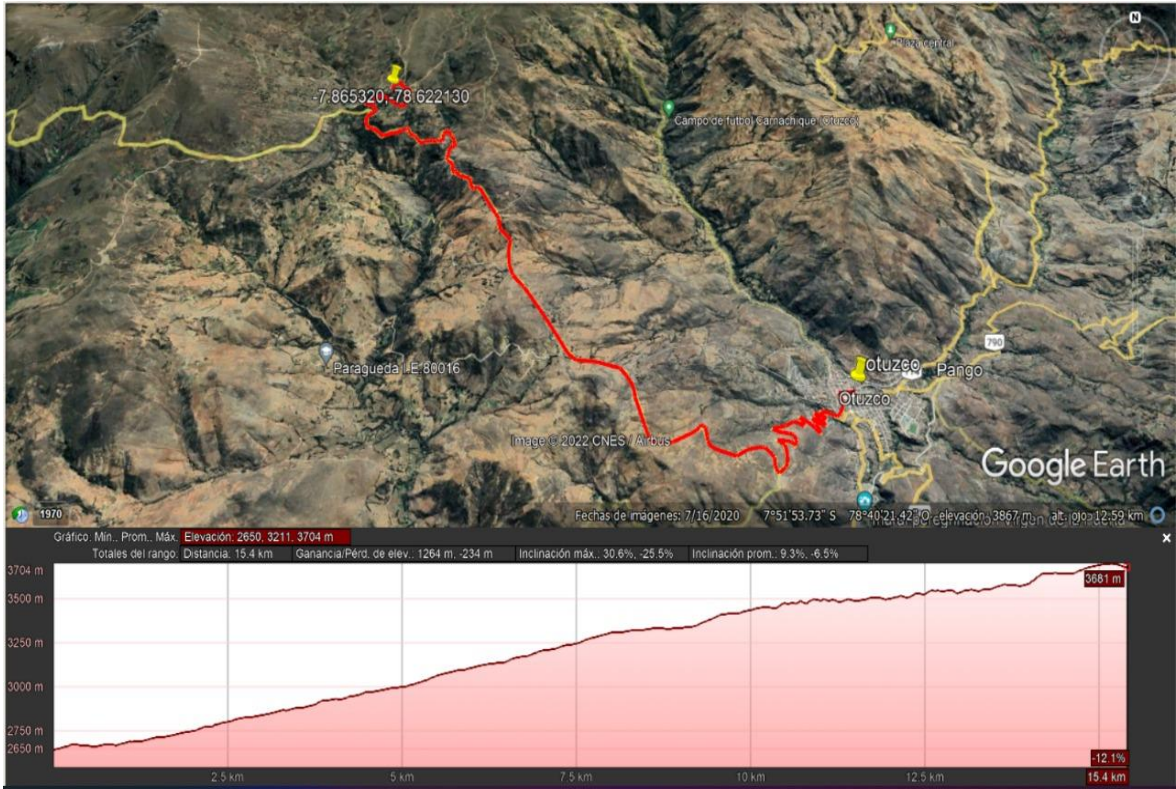 N
Plaza central
-7.865320,-78.622130
Campo de futbol Carnachique (Otuzco)
790
Paragueda I.E.80016
otuzco
Pango
Otuzco
Image © 2022 CNES / Airbus
Google Earth
1970
Fechas de imágenes: 7/16/2020 7°51'53.73" S 78°40'21.42" O elevación 3867 m alt. ojo 12.59 km
Gráfico: Mín., Prom., Máx. Elevación: 2650, 3211, 3704 m
Totales del rango: Distancia: 15.4 km Ganancia/Pérd. de elev.: 1264 m, -234 m Inclinación máx.: 30.6%, -25.5% Inclinación prom.: 9.3%, -6.5%
3704 m
3681 m
3500 m
3250 m
3000 m
2750 m
2650 m
-12.1%
2.5 km 5 km 7.5 km 10 km 12.5 km 15.4 km